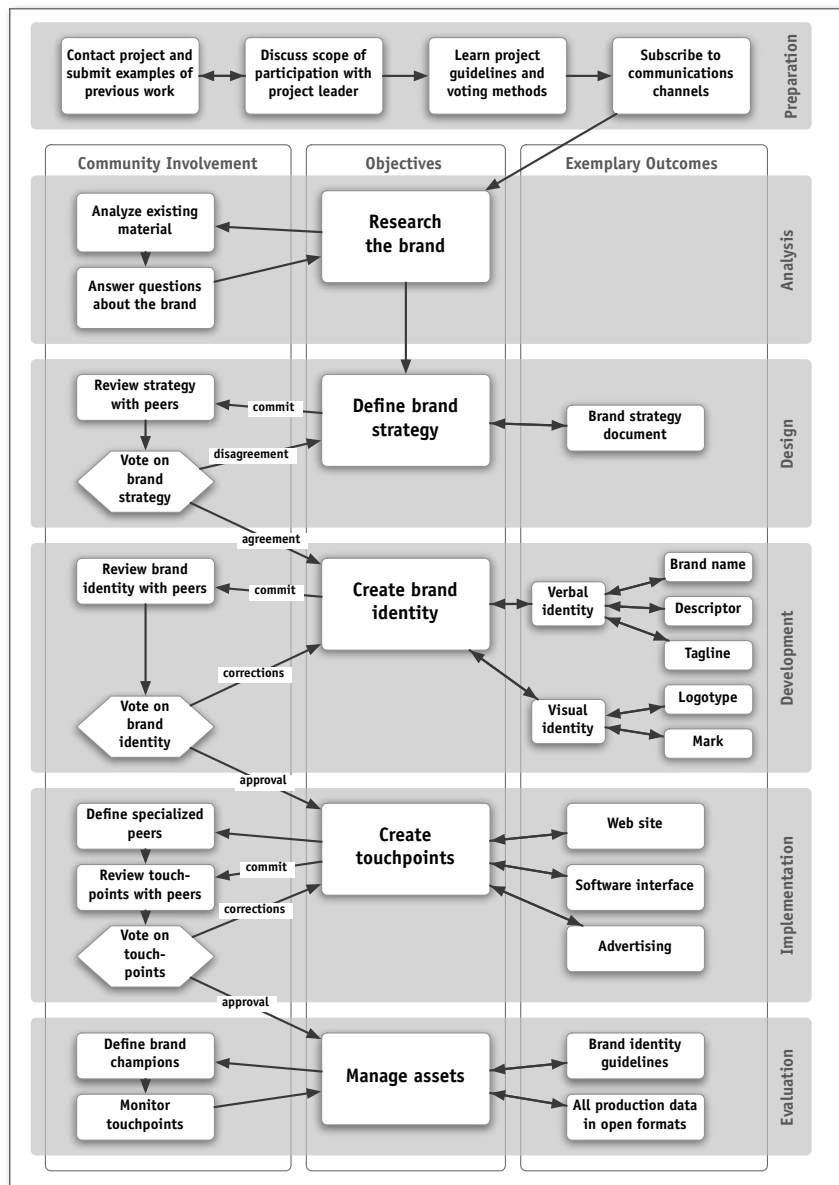 Contact project and
submit examples of
previous work
Discuss scope of
participation with
project leader
Learn project
guidelines and
voting methods
Subscribe to
communications
channels
Preparation
Community Involvement
Objectives
Exemplary Outcomes
Analyze existing
material
Answer questions
about the brand
Research
the brand
Analysis
Review strategy
with peers
commit
Vote on
brand
strategy
disagreement
Define brand
strategy
Brand strategy
document
Design
agreement
Review brand
identity with peers
commit
Create brand
identity
corrections
Vote on
brand
identity
Verbal
identity
Brand name
Descriptor
Tagline
Visual
identity
Logotype
Mark
Development
approval
Define specialized
peers
Review touch-
points with peers
commit
corrections
Vote on
touch-
points
Create
touchpoints
Web site
Software interface
Advertising
Implementation
approval
Define brand
champions
Monitor
touchpoints
Manage assets
Brand identity
guidelines
All production data
in open formats
Evaluation